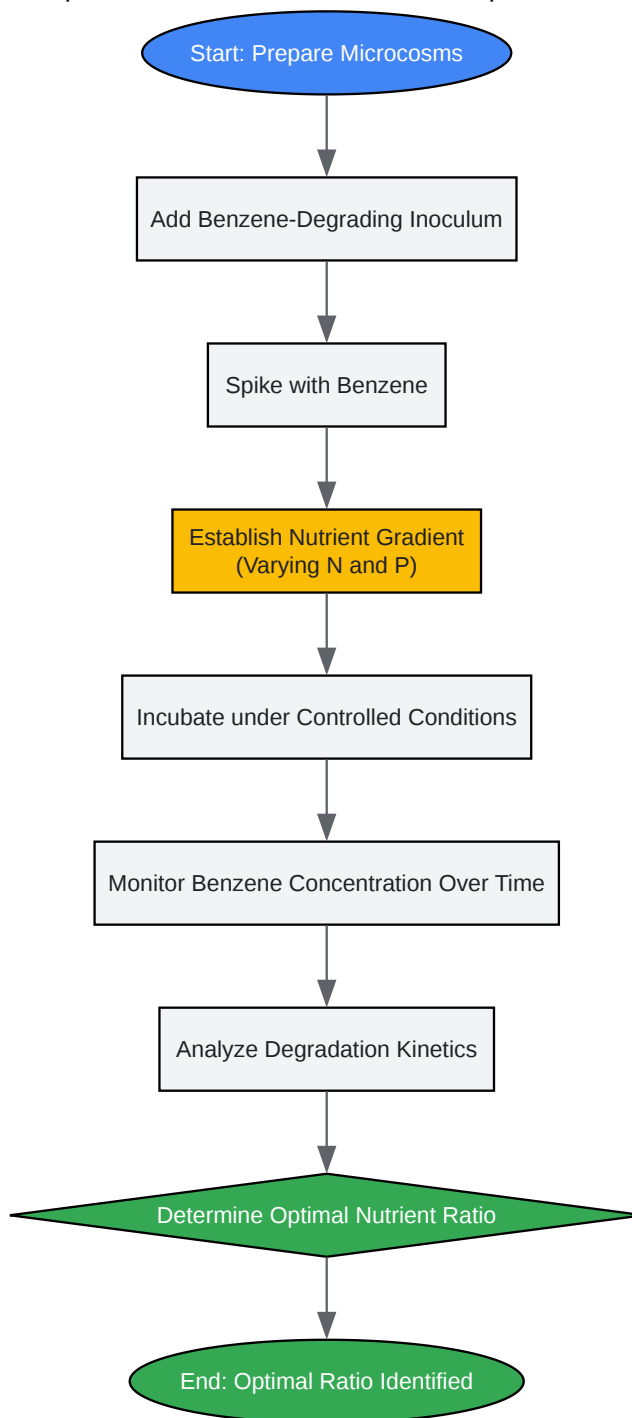 Start: Prepare Microcosms
Add Benzene-Degrading Inoculum
Spike with Benzene
Establish Nutrient Gradient
(Varying N and P)
Incubate under Controlled Conditions
Monitor Benzene Concentration Over Time
Analyze Degradation Kinetics
Determine Optimal Nutrient Ratio
End: Optimal Ratio Identified